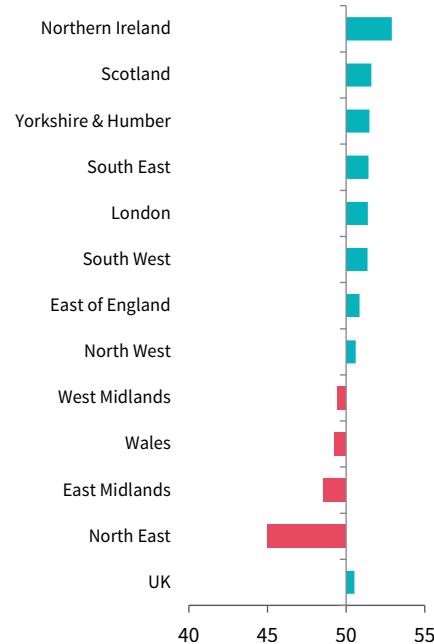 Northern Ireland
Scotland
Yorkshire & Humber
South East
London
South West
East of England
North West
West Midlands
Wales
East Midlands
North East
UK
40 45 50 55